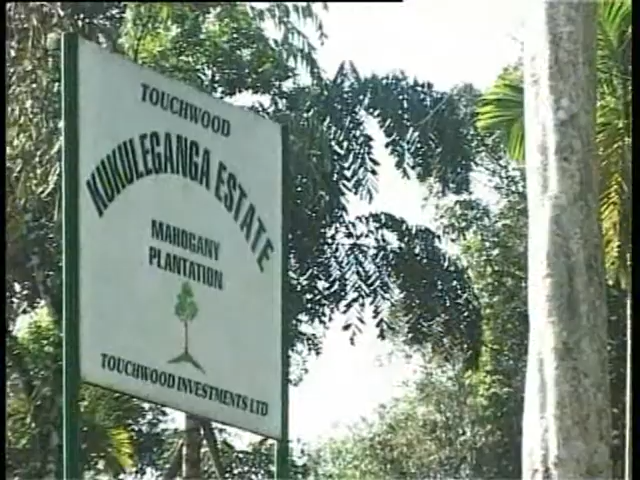 TOUCHWOOD
KUKULEGANGA ESTATE
MAHOGANY
PLANTATION
TOUCHWOOD INVESTMENTS LTD